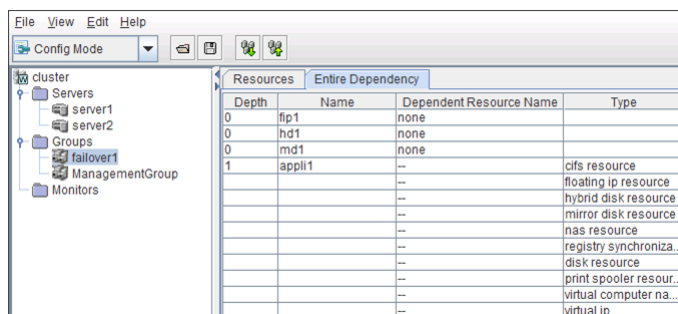 File View Edit Help
Config Mode
cluster
Servers
server1
server2
Groups
failover1
ManagementGroup
Monitors
Resources Entire Dependency
Depth Name Dependent Resource Name Type
0 fip1 none
0 hd1 none
0 md1 none
1 appli1 -- cifs resource
-- floating ip resource
-- hybrid disk resource
-- mirror disk resource
-- nas resource
-- registry synchroniza..
-- disk resource
-- print spooler resour..
-- virtual computer na...
-- virtual ip